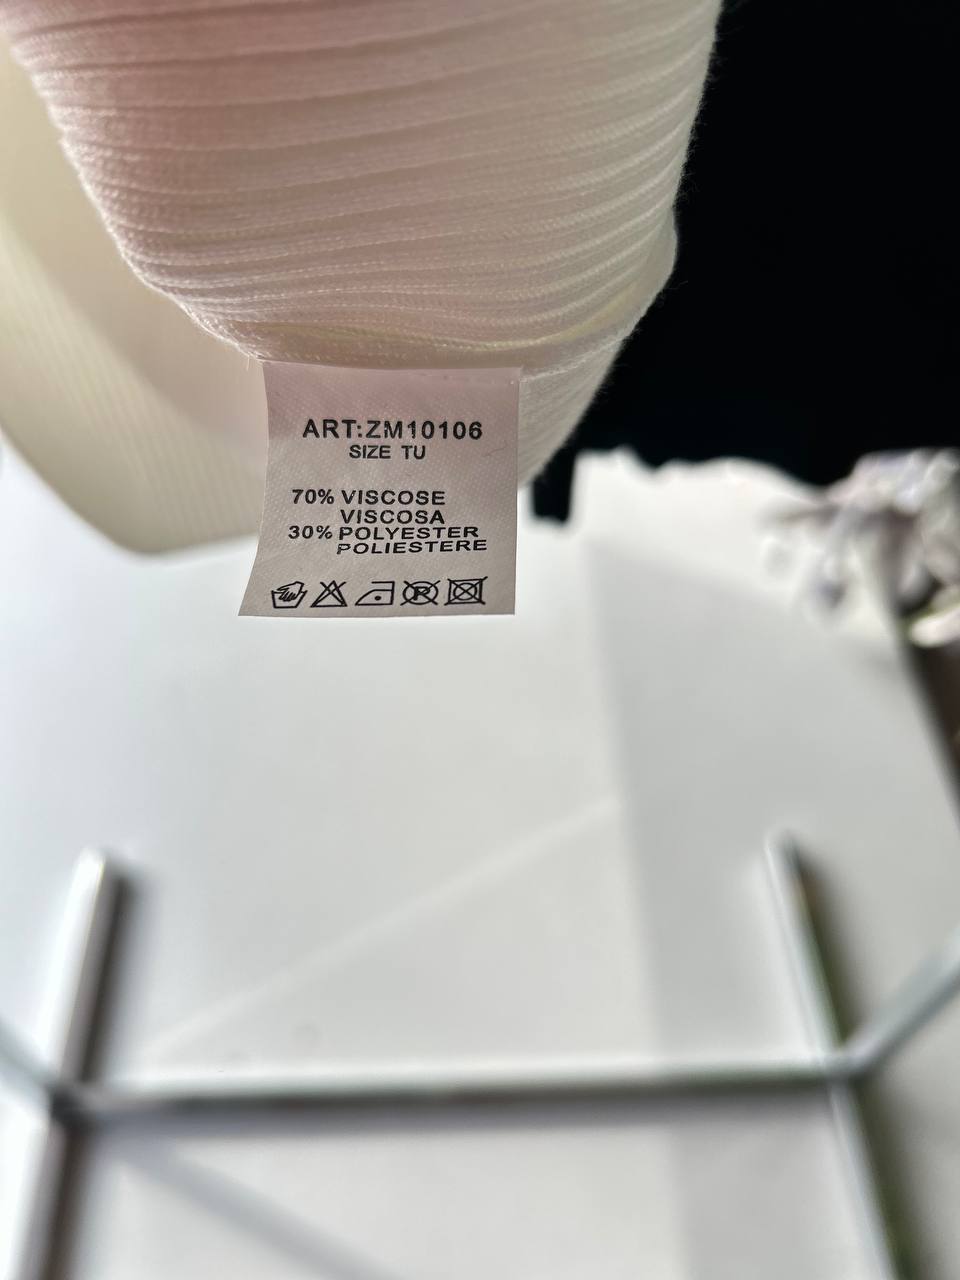 ART:ZM10106
SIZE TU
70% VISCOSE
VISCOSA
30% POLYESTER
POLIESTERE